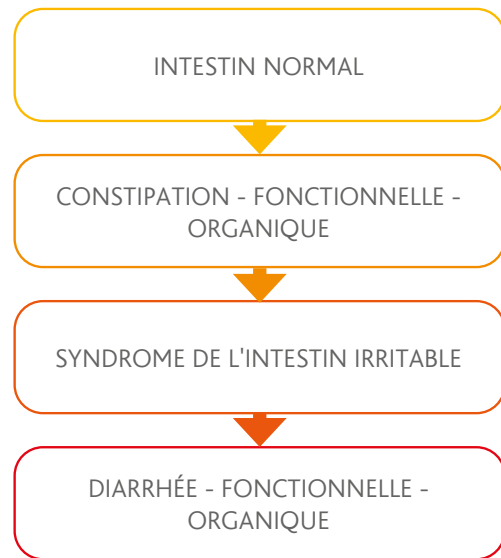 INTESTIN NORMAL
CONSTIPATION - FONCTIONNELLE -
ORGANIQUE
SYNDROME DE L'INTESTIN IRRITABLE
DIARRHÉE - FONCTIONNELLE -
ORGANIQUE